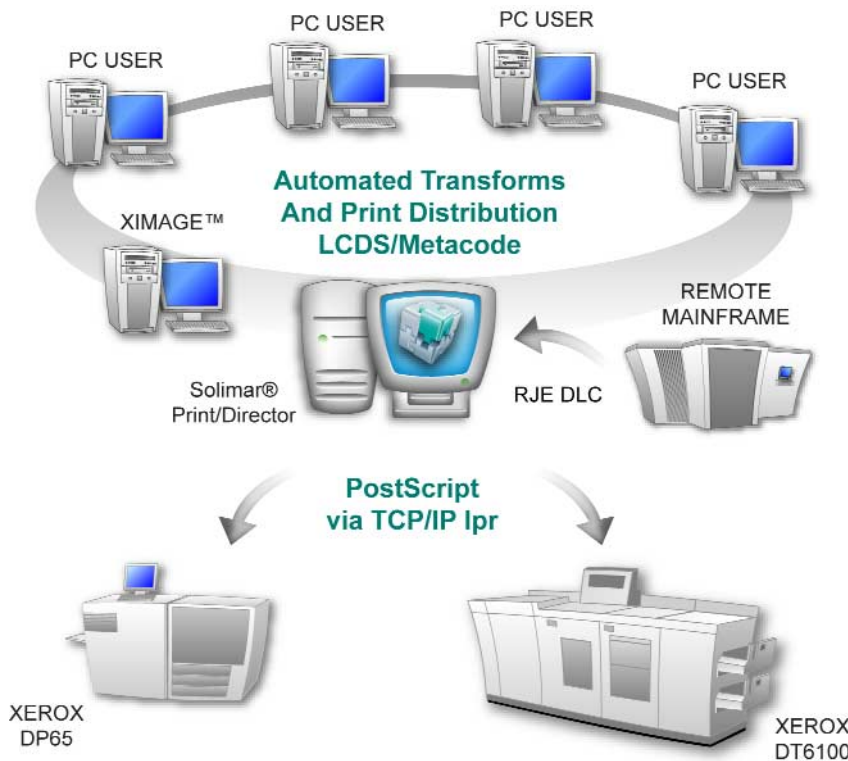 PC USER
PC USER
PC USER
PC USER
Automated Transforms
And Print Distribution
LCDS/Metacode
XIMAGE™
REMOTE
MAINFRAME
Solimar®
Print/Director
RJE DLC
PostScript
via TCP/IP lpr
XEROX
DP65
XEROX
DT6100